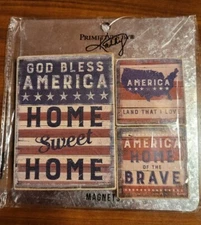 PRIMITIVES BY
Kathy
GOD BLESS
AMERICA
HOME
Sweet
HOME
AMERICA
LAND THAT I LOVE
AMERICA
HOME
OF THE
BRAVE
MAGNET